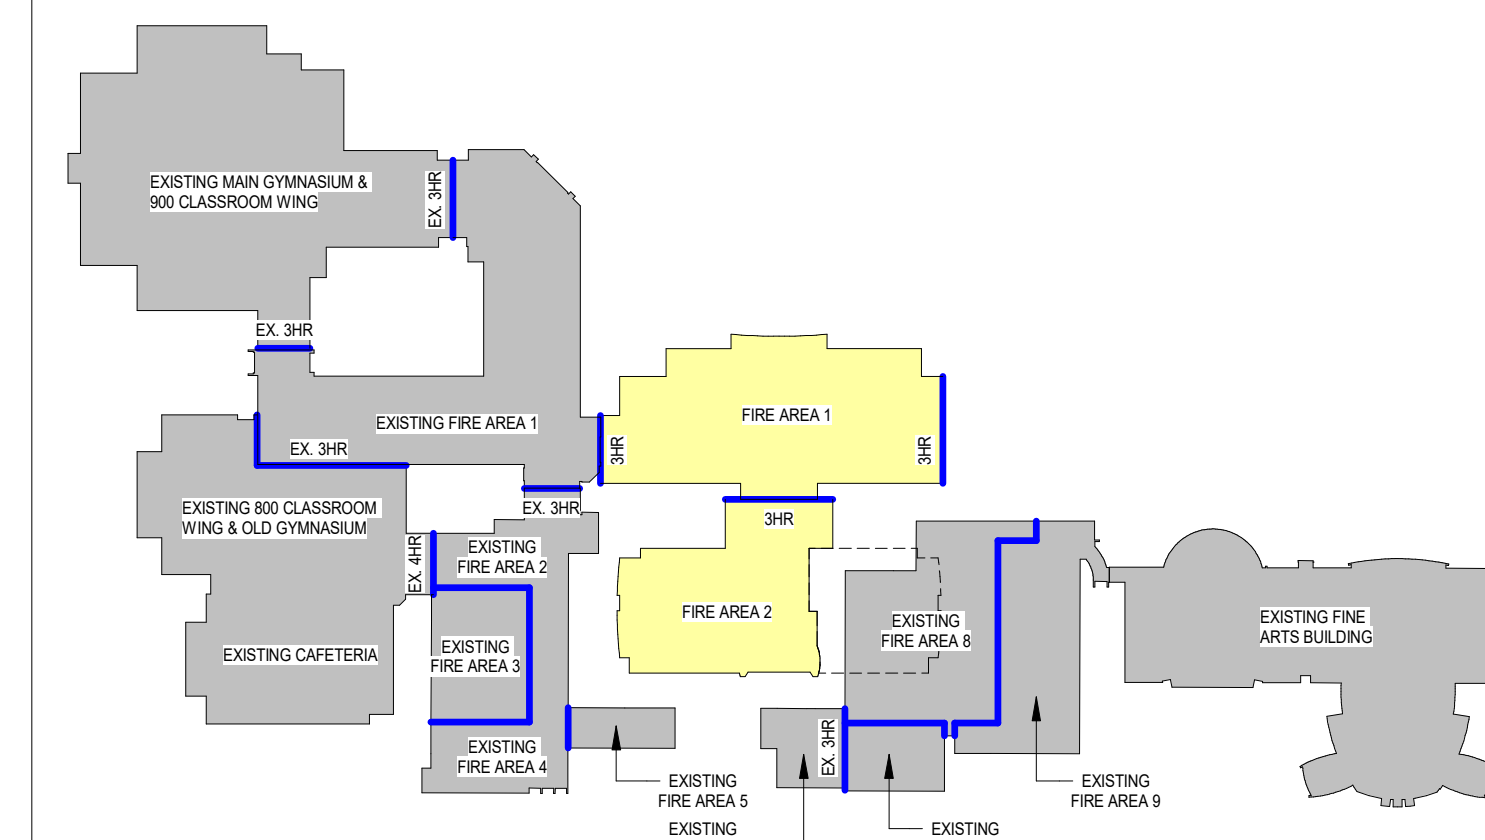 EXISTING MAIN GYMNASIUM &
900 CLASSROOM WING
EX. 3HR
EX. 3HR
EXISTING FIRE AREA 1
EX. 3HR
FIRE AREA 1
3HR
3HR
EXISTING 800 CLASSROOM
WING & OLD GYMNASIUM
EX. 3HR
3HR
EX. 4HR
EXISTING
FIRE AREA 2
FIRE AREA 2
EXISTING
FIRE AREA 8
EXISTING FINE
ARTS BUILDING
EXISTING CAFETERIA
EXISTING
FIRE AREA 3
EXISTING
FIRE AREA 4
EX. 3HR
EXISTING
FIRE AREA 5
EXISTING
FIRE AREA 9
EXISTING
EXISTING